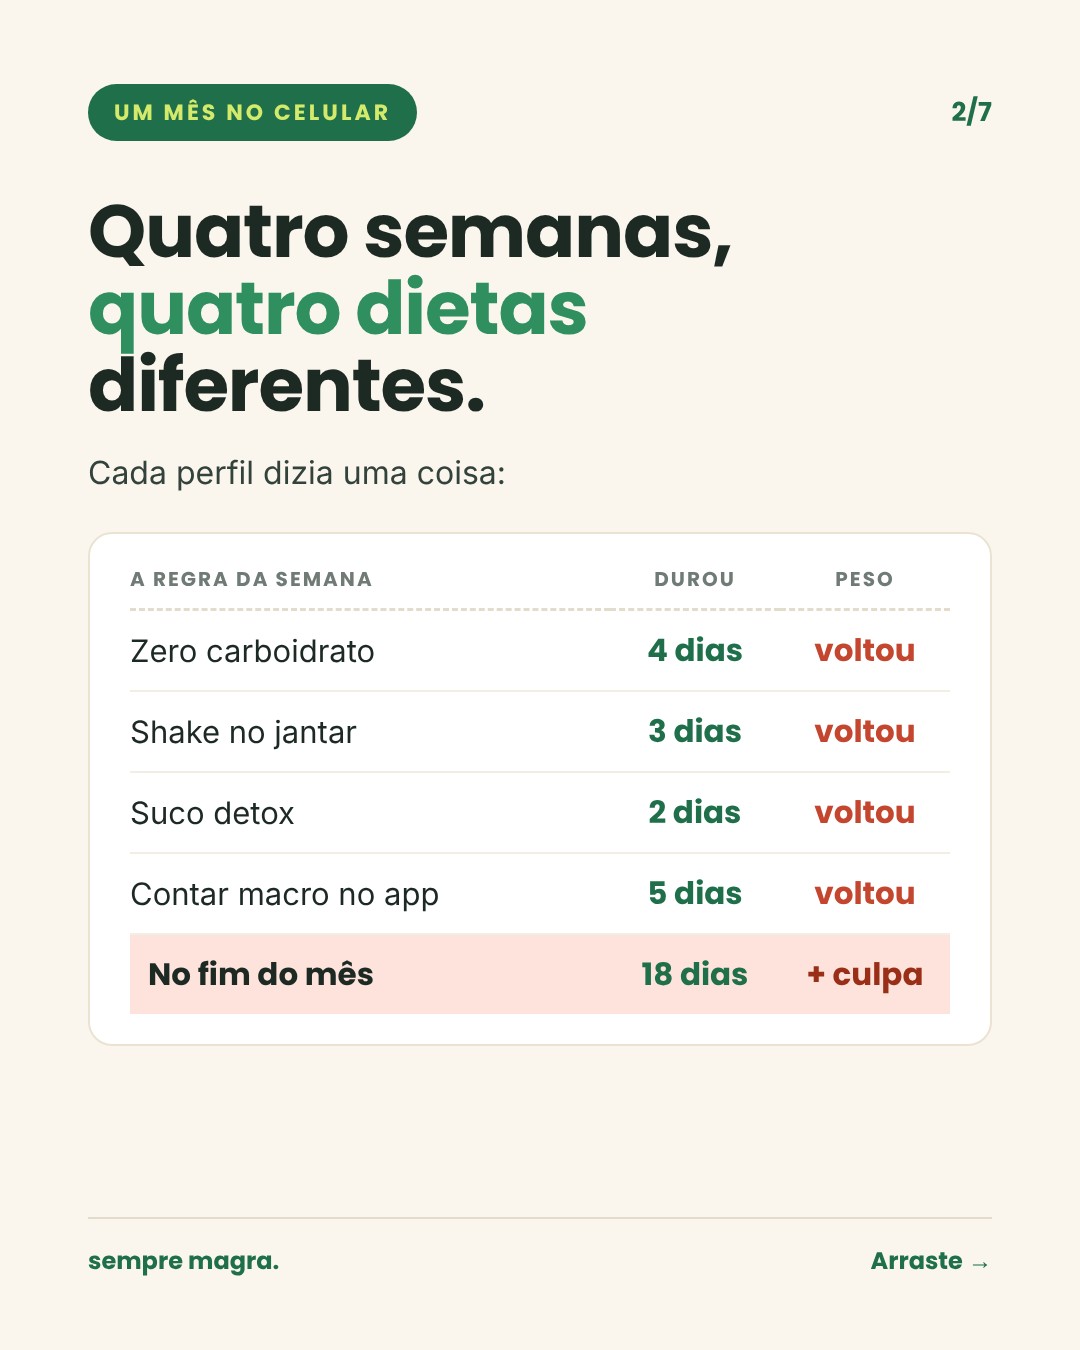 UM MÊS NO CELULAR
2/7
Quatro semanas,
quatro dietas
diferentes.
Cada perfil dizia uma coisa:
A REGRA DA SEMANA DUROU PESO
Zero carboidrato 4 dias voltou
Shake no jantar 3 dias voltou
Suco detox 2 dias voltou
Contar macro no app 5 dias voltou
No fim do mês 18 dias + culpa
sempre magra.
Arraste →